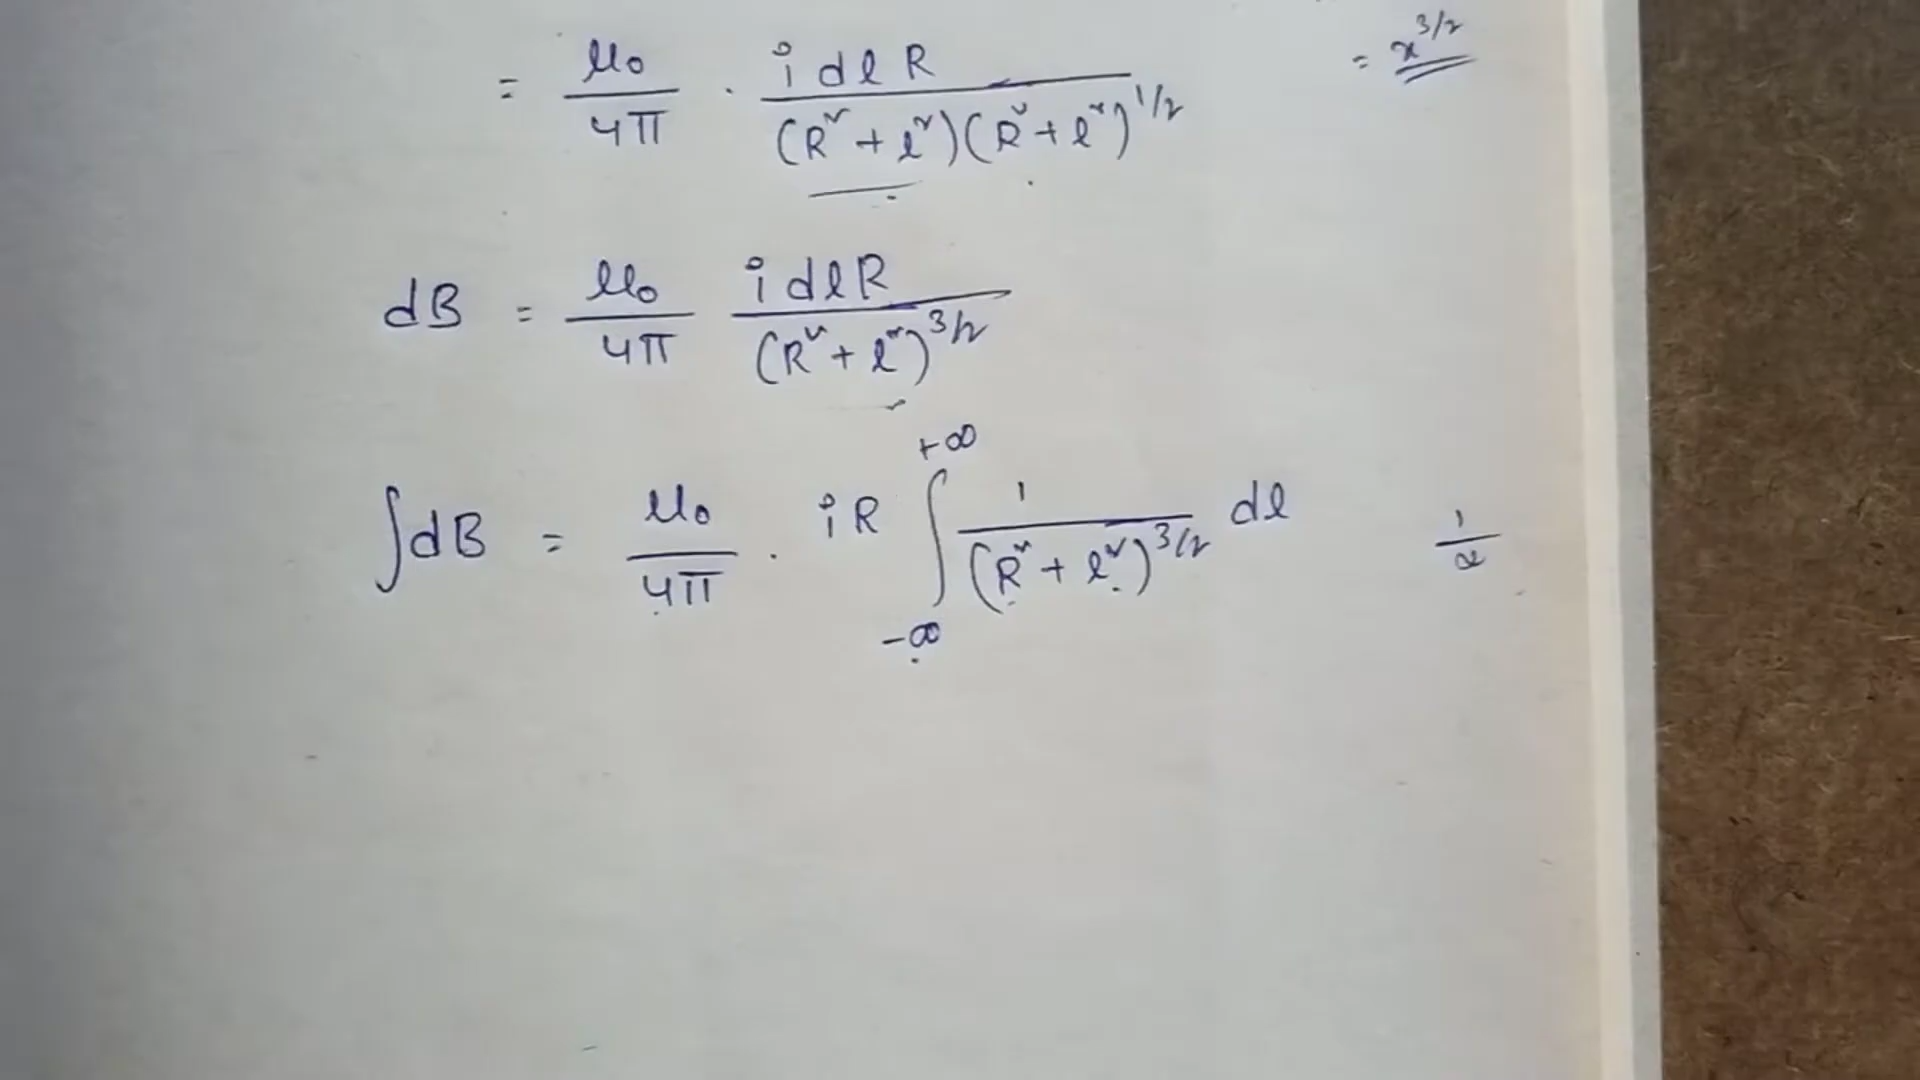 = μ₀/4π · i dl R / (R² + l²)(R² + l²)^1/2 = x^3/2
dB = μ₀/4π i dl R / (R² + l²)^3/2
∫dB = μ₀/4π · iR ∫_-∞^+∞ 1/(R² + l²)^3/2 dl 1/x